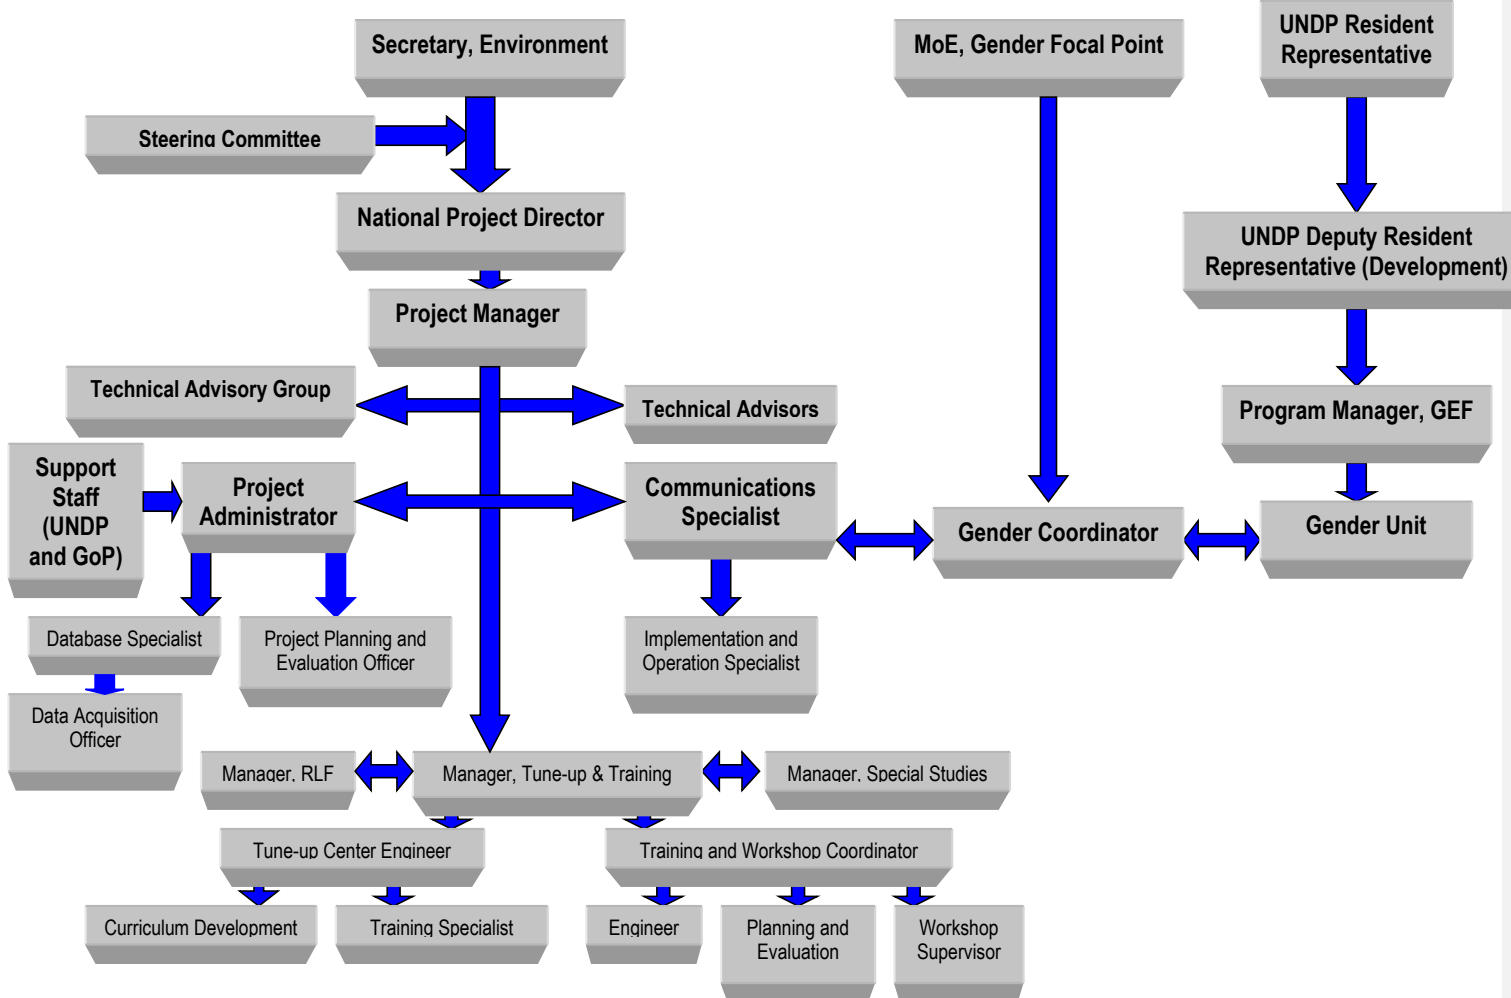 Secretary, Environment
MoE, Gender Focal Point
UNDP Resident
Representative
Steering Committee
National Project Director
UNDP Deputy Resident
Representative (Development)
Project Manager
Technical Advisory Group
Technical Advisors
Program Manager, GEF
Support
Staff
(UNDP
and GoP)
Project
Administrator
Communications
Specialist
Gender Coordinator
Gender Unit
Database Specialist
Project Planning and
Evaluation Officer
Implementation and
Operation Specialist
Data Acquisition
Officer
Manager, RLF
Manager, Tune-up & Training
Manager, Special Studies
Tune-up Center Engineer
Training and Workshop Coordinator
Curriculum Development
Training Specialist
Engineer
Planning and
Evaluation
Workshop
Supervisor